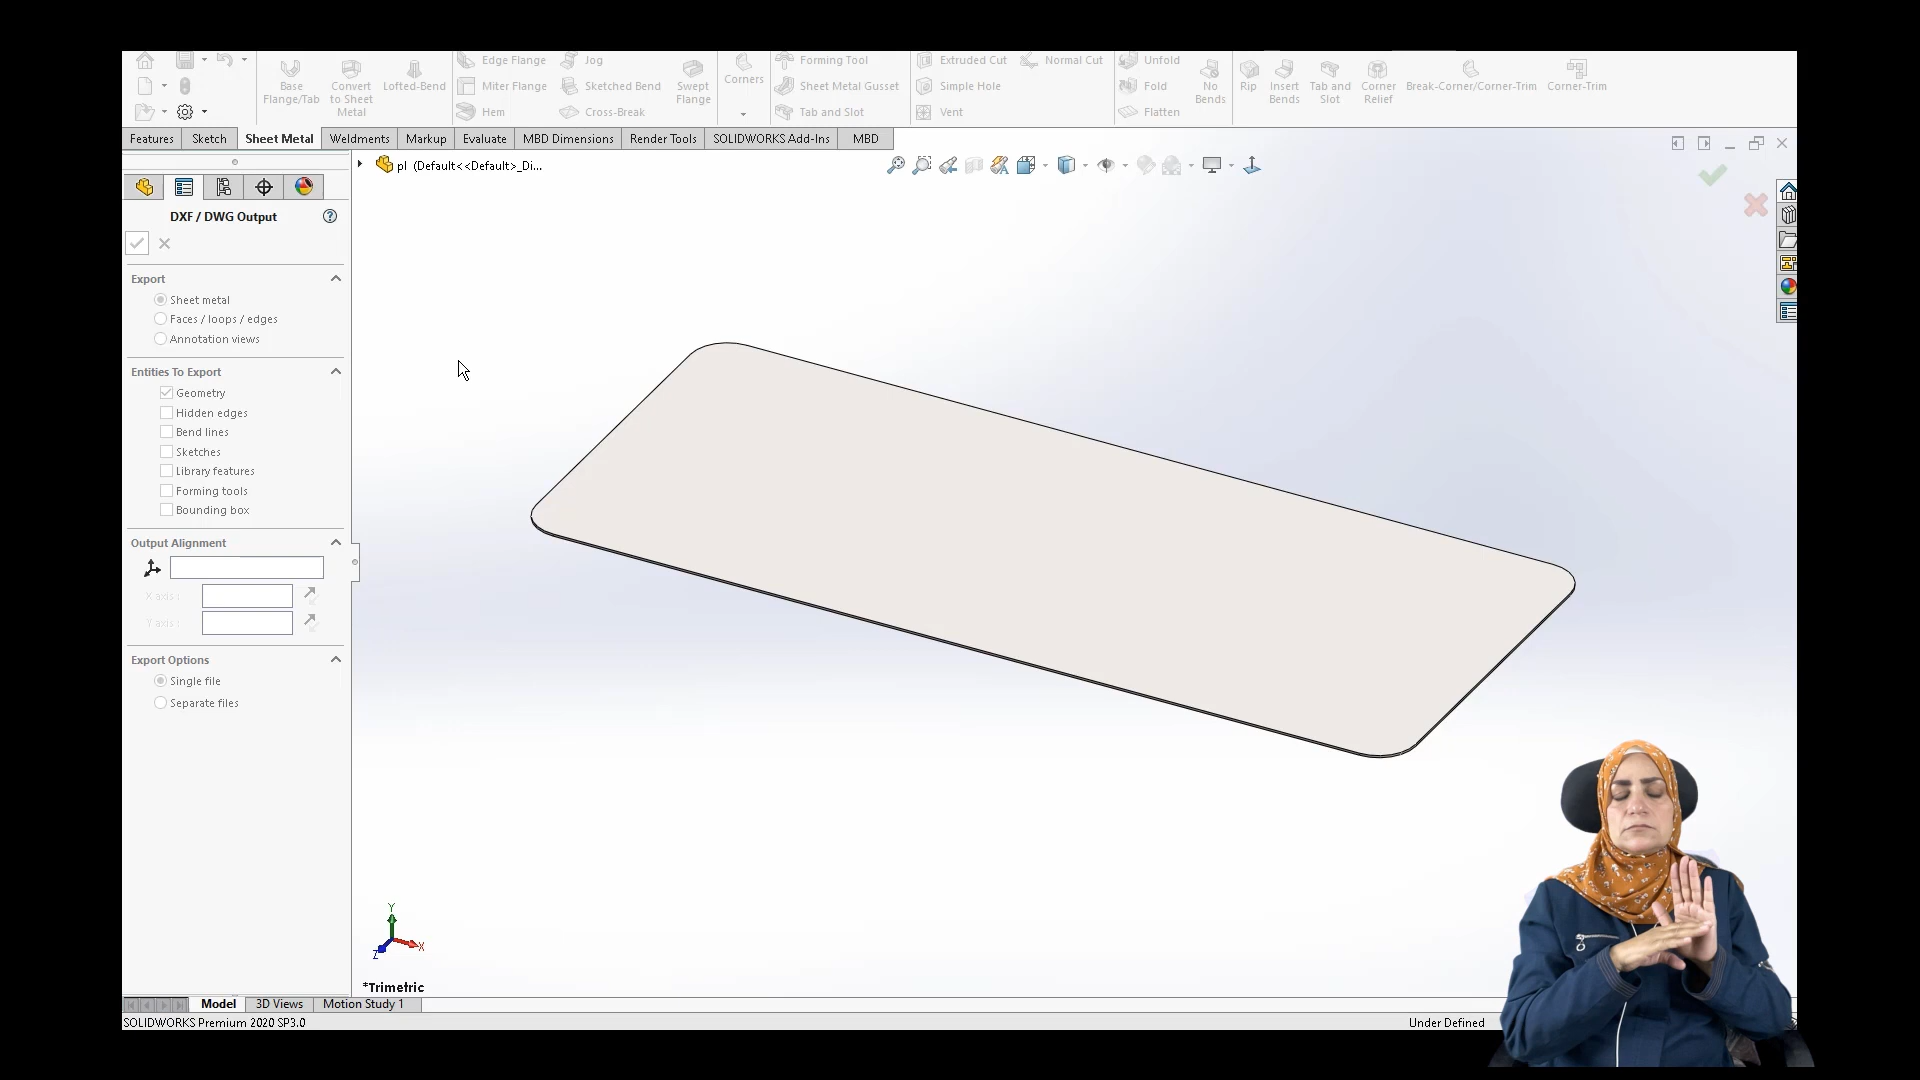 Base Flange/Tab
Convert to Sheet Metal
Lofted-Bend
Edge Flange
Miter Flange
Hem
Jog
Sketched Bend
Cross-Break
Swept Flange
Corners
Forming Tool
Sheet Metal Gusset
Tab and Slot
Extruded Cut
Simple Hole
Vent
Normal Cut
Unfold
Fold
Flatten
No Bends
Rip
Insert Bends
Tab and Slot
Corner Relief
Break-Corner/Corner-Trim
Corner-Trim
Features
Sketch
Sheet Metal
Weldments
Markup
Evaluate
MBD Dimensions
Render Tools
SOLIDWORKS Add-Ins
MBD
pl (Default<<Default>_Di...
DXF / DWG Output
Export
Sheet metal
Faces / loops / edges
Annotation views
Entities To Export
Geometry
Hidden edges
Bend lines
Sketches
Library features
Forming tools
Bounding box
Output Alignment
X axis :
Y axis :
Export Options
Single file
Separate files
Y
X
Z
*Trimetric
Model
3D Views
Motion Study 1
SOLIDWORKS Premium 2020 SP3.0
Under Defined